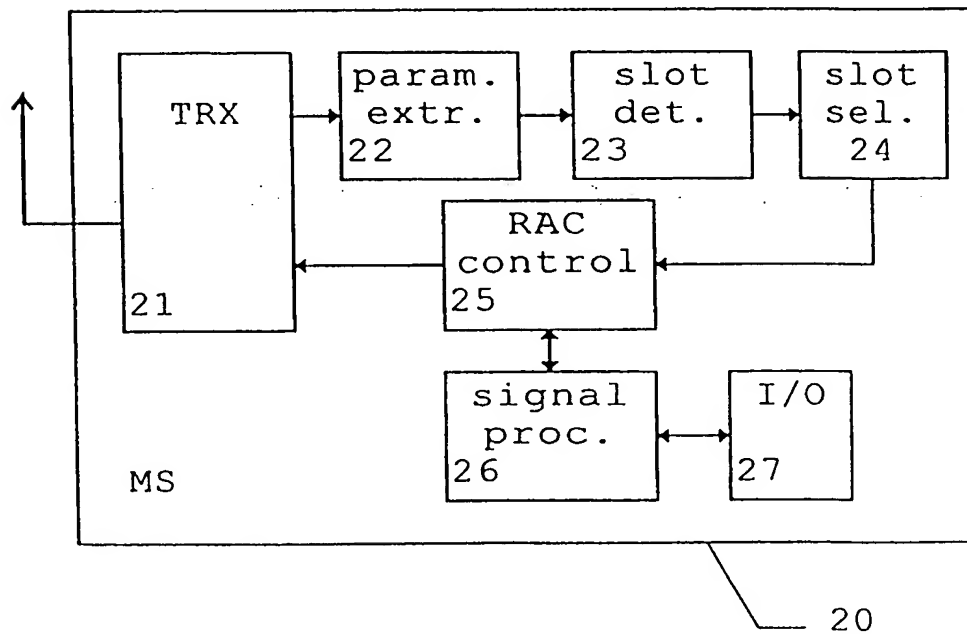 TRX
21
param.
extr.
22
slot
det.
23
slot
sel.
24
RAC
control
25
signal
proc.
26
I/O
27
MS
20